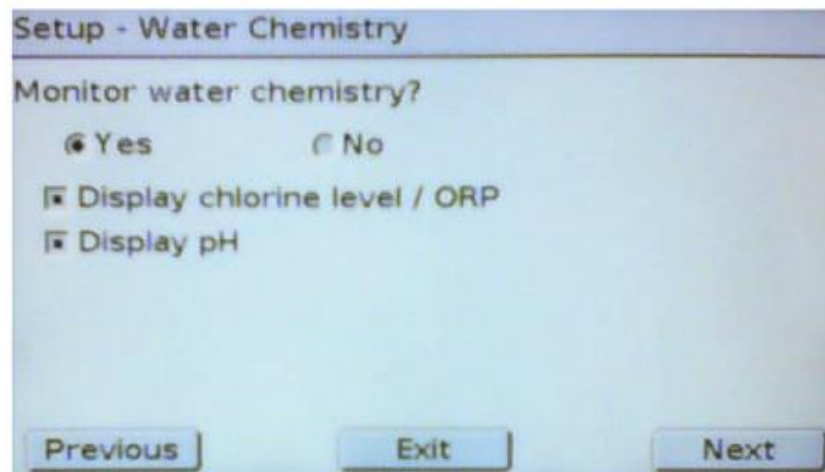 Setup - Water Chemistry
Monitor water chemistry?
Yes No
Display chlorine level / ORP
Display pH
Previous Exit Next